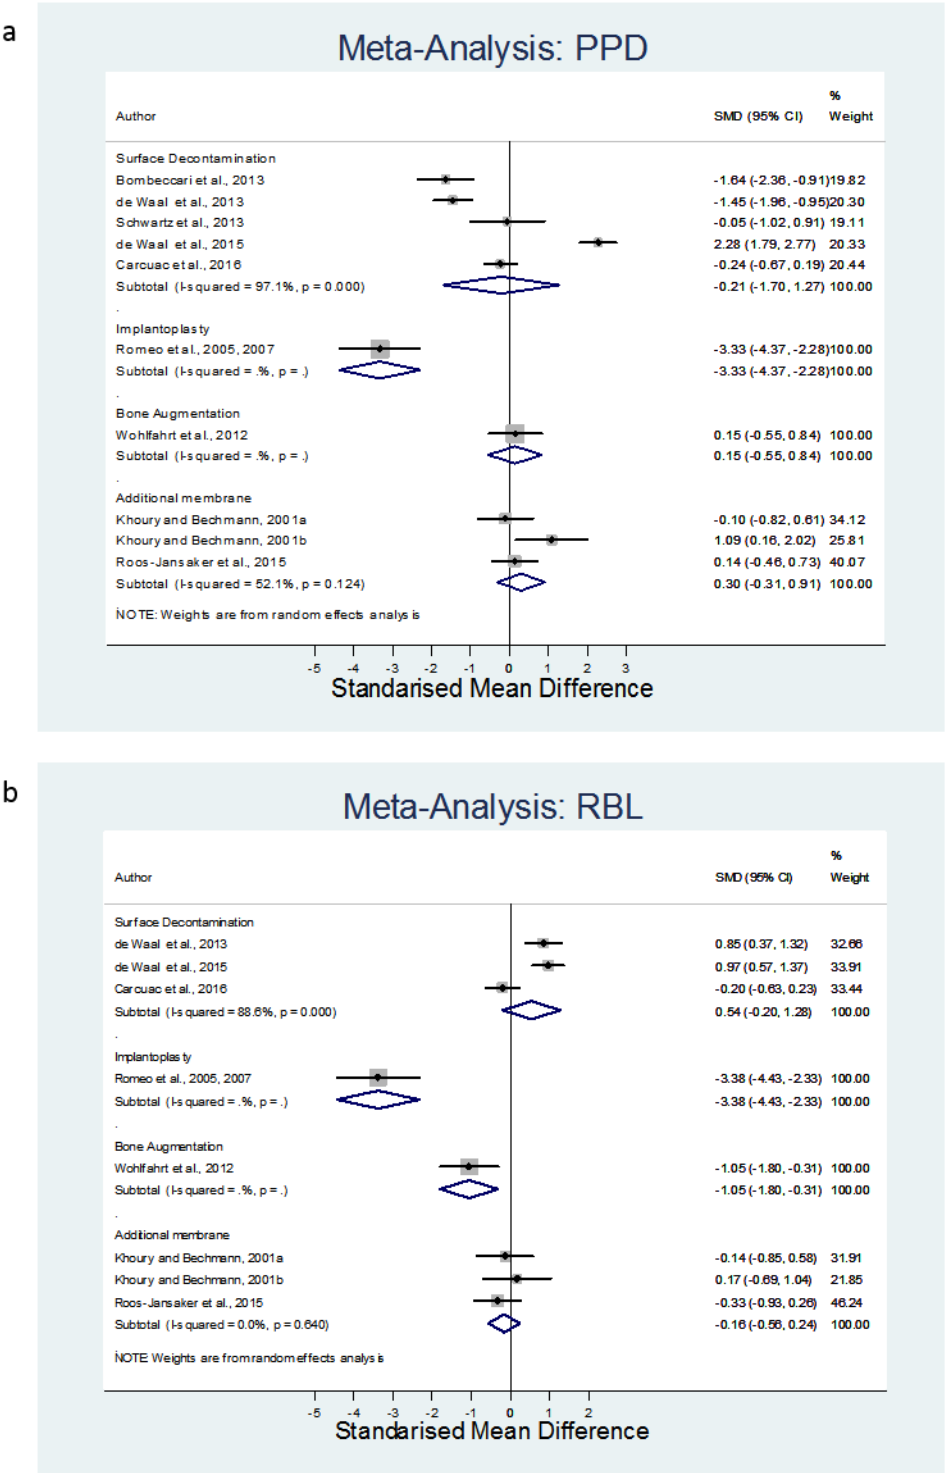 a
Meta-Analysis: PPD
%
Author SMD (95% CI) Weight
Surface Decontamination
Bombeccari et al., 2013 -1.64 (-2.36, -0.91)19.82
de Waal et al., 2013 -1.45 (-1.96, -0.95)20.30
Schwartz et al., 2013 -0.05 (-1.02, 0.91) 19.11
de Waal et al., 2015 2.28 (1.79, 2.77) 20.33
Carcuac et al., 2016 -0.24 (-0.67, 0.19) 20.44
Subtotal (I-squared = 97.1%, p = 0.000) -0.21 (-1.70, 1.27) 100.00
.
Implantoplasty
Romeo et al., 2005, 2007 -3.33 (-4.37, -2.28)100.00
Subtotal (I-squared = .%, p = .) -3.33 (-4.37, -2.28)100.00
.
Bone Augmentation
Wohlfahrt et al., 2012 0.15 (-0.55, 0.84) 100.00
Subtotal (I-squared = .%, p = .) 0.15 (-0.55, 0.84) 100.00
.
Additional membrane
Khoury and Bechmann, 2001a -0.10 (-0.82, 0.61) 34.12
Khoury and Bechmann, 2001b 1.09 (0.16, 2.02) 25.81
Roos-Jansaker et al., 2015 0.14 (-0.46, 0.73) 40.07
Subtotal (I-squared = 52.1%, p = 0.124) 0.30 (-0.31, 0.91) 100.00
NOTE: Weights are from random effects analysis
-5 -4 -3 -2 -1 0 1 2 3
Standarised Mean Difference
b
Meta-Analysis: RBL
%
Author SMD (95% CI) Weight
Surface Decontamination
de Waal et al., 2013 0.85 (0.37, 1.32) 32.66
de Waal et al., 2015 0.97 (0.57, 1.37) 33.91
Carcuac et al., 2016 -0.20 (-0.63, 0.23) 33.44
Subtotal (I-squared = 88.6%, p = 0.000) 0.54 (-0.20, 1.28) 100.00
.
Implantoplasty
Romeo et al., 2005, 2007 -3.38 (-4.43, -2.33) 100.00
Subtotal (I-squared = .%, p = .) -3.38 (-4.43, -2.33) 100.00
.
Bone Augmentation
Wohlfahrt et al., 2012 -1.05 (-1.80, -0.31) 100.00
Subtotal (I-squared = .%, p = .) -1.05 (-1.80, -0.31) 100.00
.
Additional membrane
Khoury and Bechmann, 2001a -0.14 (-0.85, 0.58) 31.91
Khoury and Bechmann, 2001b 0.17 (-0.69, 1.04) 21.85
Roos-Jansaker et al., 2015 -0.33 (-0.93, 0.26) 46.24
Subtotal (I-squared = 0.0%, p = 0.640) -0.16 (-0.56, 0.24) 100.00
NOTE: Weights are from random effects analysis
-5 -4 -3 -2 -1 0 1 2
Standarised Mean Difference